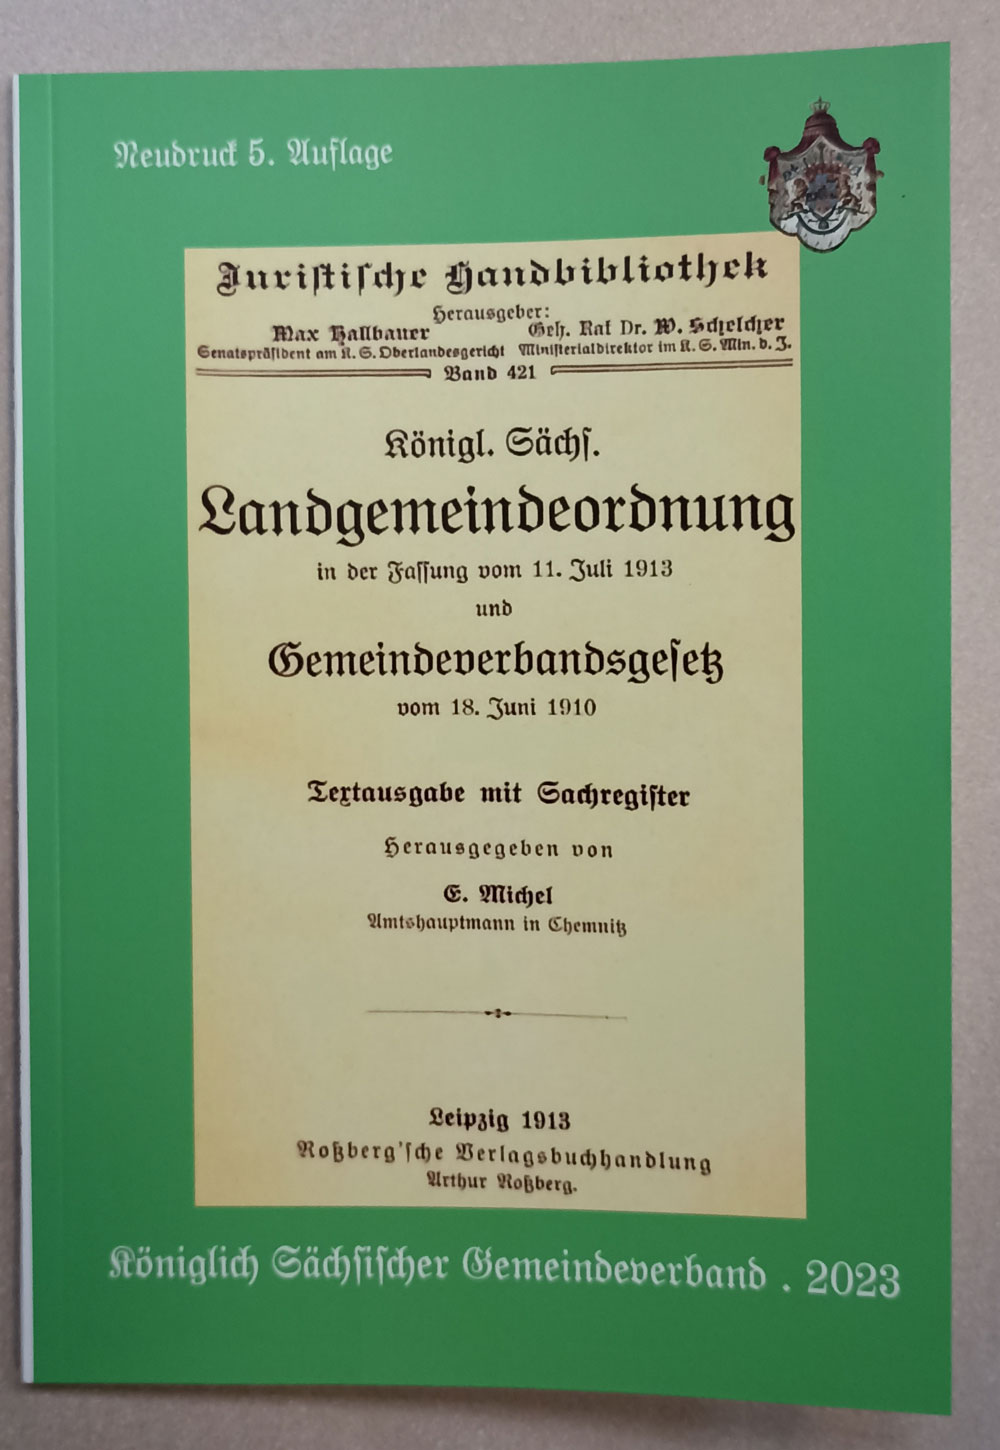 Neudruck 5. Auflage
Juristische Handbibliothek
Herausgeber:
Max Hallbauer Geh. Rat Dr. W. Schelcher
Senatspräsident am K. S. Oberlandesgericht Ministerialdirektor im K. S. Min. d. J.
Band 421
Königl. Sächs.
Landgemeindeordnung
in der Fassung vom 11. Juli 1913
und
Gemeindeverbandsgesetz
vom 18. Juni 1910
Textausgabe mit Sachregister
Herausgegeben von
E. Michel
Amtshauptmann in Chemnitz
Leipzig 1913
Roßberg'sche Verlagsbuchhandlung
Arthur Roßberg.
Königlich Sächsischer Gemeindeverband . 2023